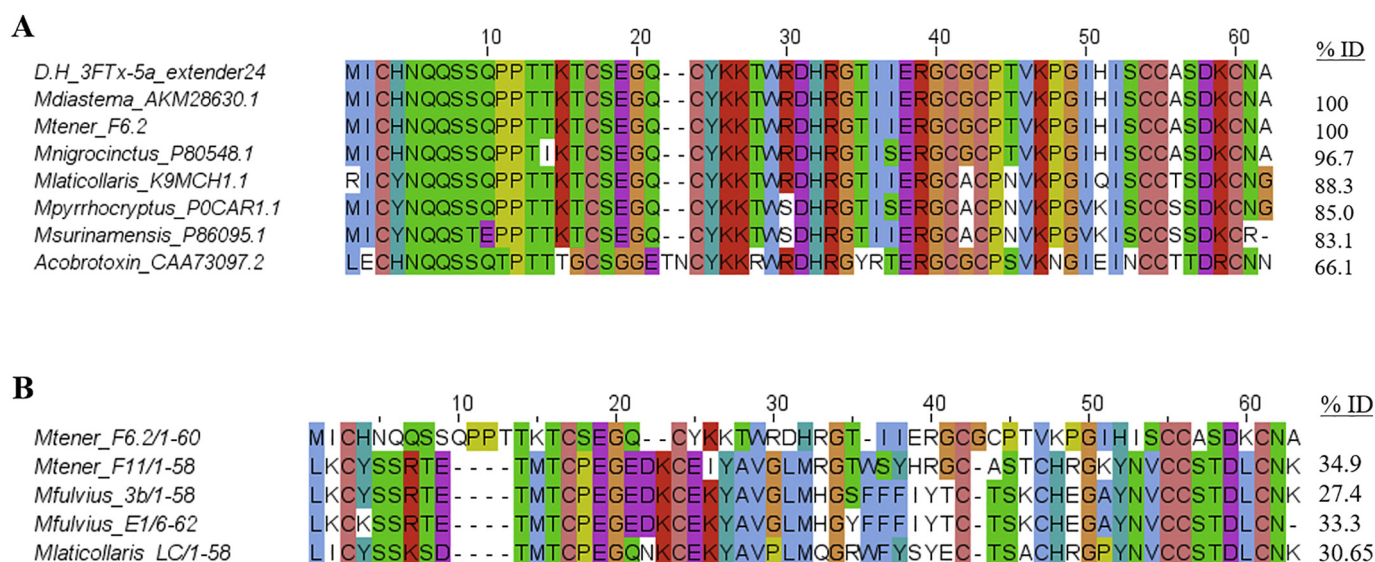 A
10 20 30 40 50 60 % ID
D.H_3FTx-5a_extender24 MICHNQQSSQPPTTKTCSEGQ--CYKKTWRDHRGTIIERGCGCPTVKPGIHISCCASDKCNA
Mdiastema_AKM28630.1 MICHNQQSSQPPTTKTCSEGQ--CYKKTWRDHRGTIIERGCGCPTVKPGIHISCCASDKCNA 100
Mtener_F6.2 MICHNQQSSQPPTTKTCSEGQ--CYKKTWRDHRGTIIERGCGCPTVKPGIHISCCASDKCNA 100
Mnigrocinctus_P80548.1 MICHNQQSSQPPTIKTCSEGQ--CYKKTWRDHRGTISERGCGCPTVKPGIHISCCASDKCNA 96.7
Mlaticollaris_K9MCH1.1 RICYNQQSSQPPTTKTCSEGQ--CYKKTWRDHRGTIIERGCACPNVKPGIQISCCTSDKCNG 88.3
Mpyrrhocryptus_P0CAR1.1 MICYNQQSSQPPTTKTCSEGQ--CYKKTWSDHRGTISERGCACPNVKPGVKISCCSSDKCNG 85.0
Msurinamensis_P86095.1 MICYNQQSTEPPTTKTCSEGQ--CYKKTWSDHRGTIIERGCACPNVKPGVKISCCSSDKCR- 83.1
Acobrotoxin_CAA73097.2 LECHNQQSSQTPTTTGCSGGETNCYKKRWRDHRGYRTERGCGCPSVKNGIEINCCTTDRCNN 66.1
B
10 20 30 40 50 60 % ID
Mtener_F6.2/1-60 MICHNQQSSQPPTTKTCSEGQ--CYKKTWRDHRGT-IIERGCGCPTVKPGIHISCCASDKCNA
Mtener_F11/1-58 LKCYSSRTE----TMTCPEGEDKCEIYAVGLMRGTWSYHRGC-ASTCHRGKYNVCCSTDLCNK 34.9
Mfulvius_3b/1-58 LKCYSSRTE----TMTCPEGEDKCEKYAVGLMHGSFFFIYTC-TSKCHEGAYNVCCSTDLCNK 27.4
Mfulvius_E1/6-62 LKCKSSRTE----TMTCPEGEDKCEKYAVGLMHGYFFFIYTC-TSKCHEGAYNVCCSTDLCN- 33.3
Mlaticollaris LC/1-58 LICYSSKSD----TMTCPEGQNKCEKYAVPLMQGRWFYSYEC-TSACHRGPYNVCCSTDLCNK 30.65